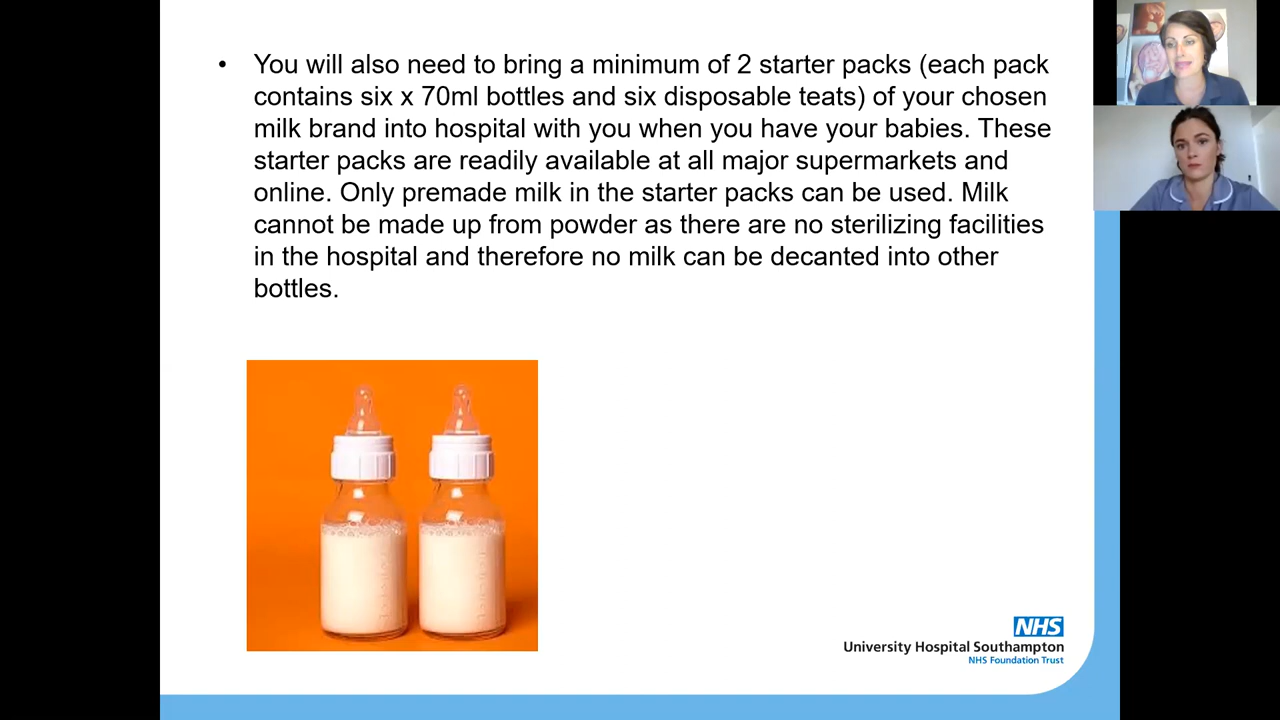 • You will also need to bring a minimum of 2 starter packs (each pack
contains six x 70ml bottles and six disposable teats) of your chosen
milk brand into hospital with you when you have your babies. These
starter packs are readily available at all major supermarkets and
online. Only premade milk in the starter packs can be used. Milk
cannot be made up from powder as there are no sterilizing facilities
in the hospital and therefore no milk can be decanted into other
bottles.
NHS
University Hospital Southampton
NHS Foundation Trust